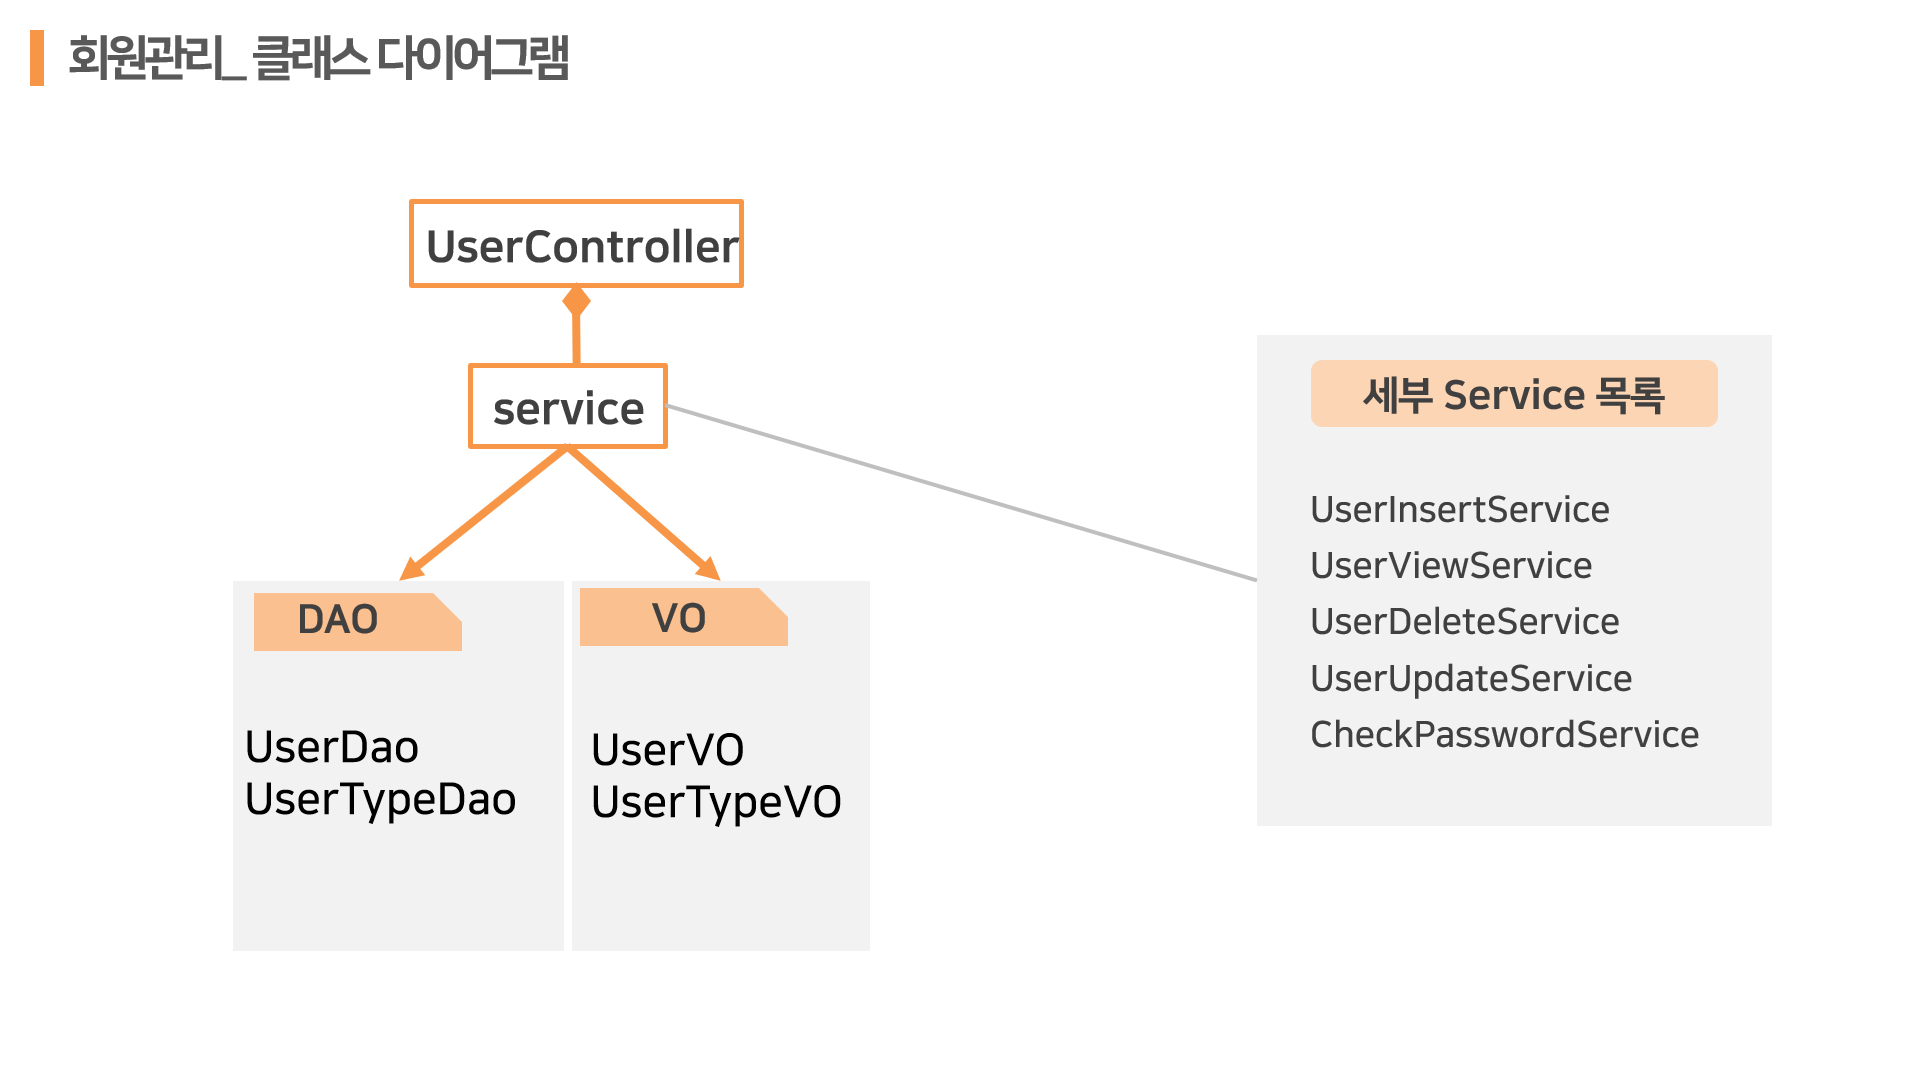 회원관리_ 클래스 다이어그램
UserController
service
DAO
UserDao
UserTypeDao
VO
UserVO
UserTypeVO
세부 Service 목록
UserInsertService
UserViewService
UserDeleteService
UserUpdateService
CheckPasswordService